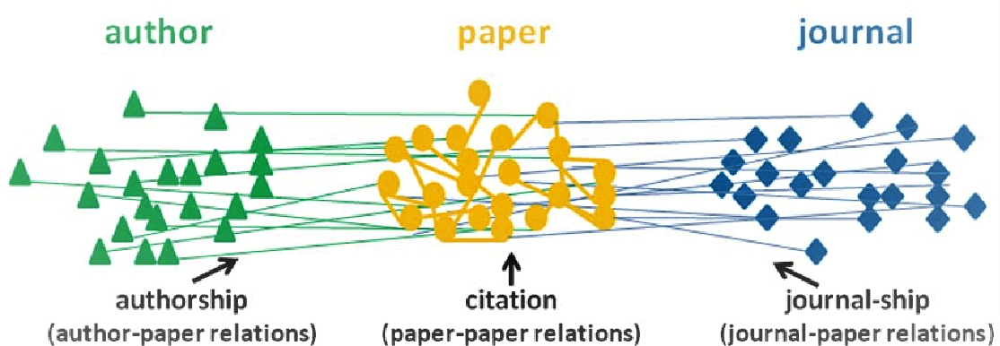 author paper journal
authorship citation journal-ship
(author-paper relations) (paper-paper relations) (journal-paper relations)